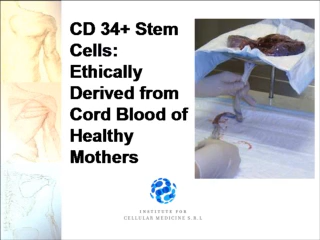 CD 34+ Stem
Cells:
Ethically
Derived from
Cord Blood of
Healthy
Mothers
INSTITUTE FOR
CELLULAR MEDICINE S.R.L